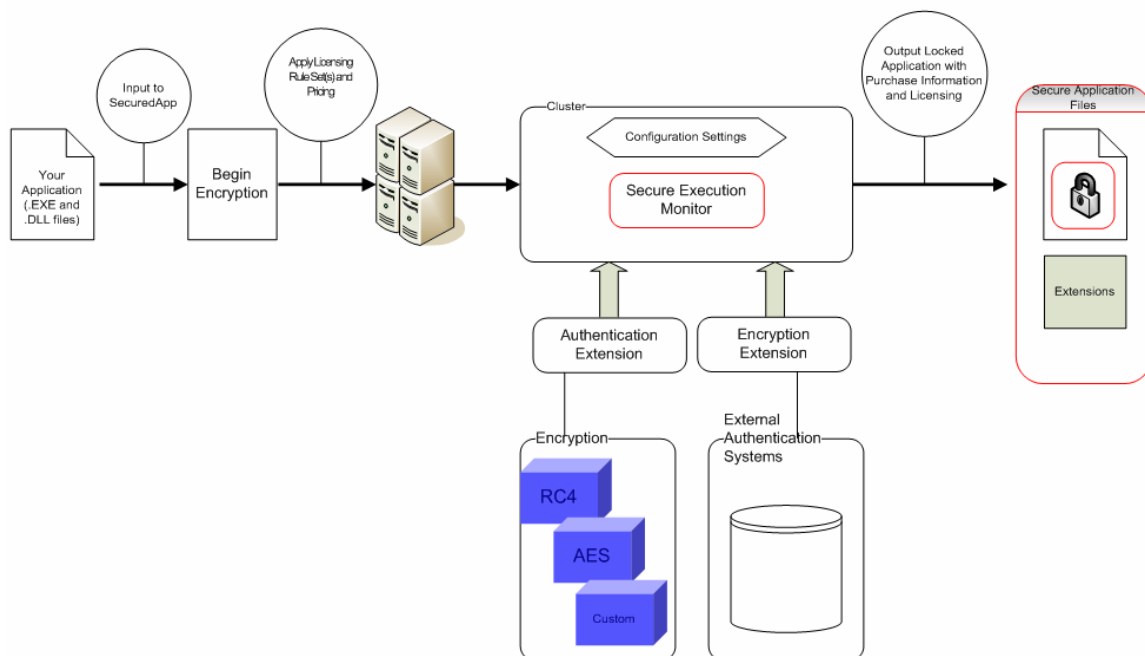 Your
Application
(.EXE and
.DLL files)
Input to
SecuredApp
Begin
Encryption
Apply Licensing
Rule Set(s) and
Pricing
Cluster
Configuration Settings
Secure Execution
Monitor
Output Locked
Application with
Purchase Information
and Licensing
Secure Application
Files
Extensions
Authentication
Extension
Encryption
Extension
Encryption
RC4
AES
Custom
External
Authentication
Systems